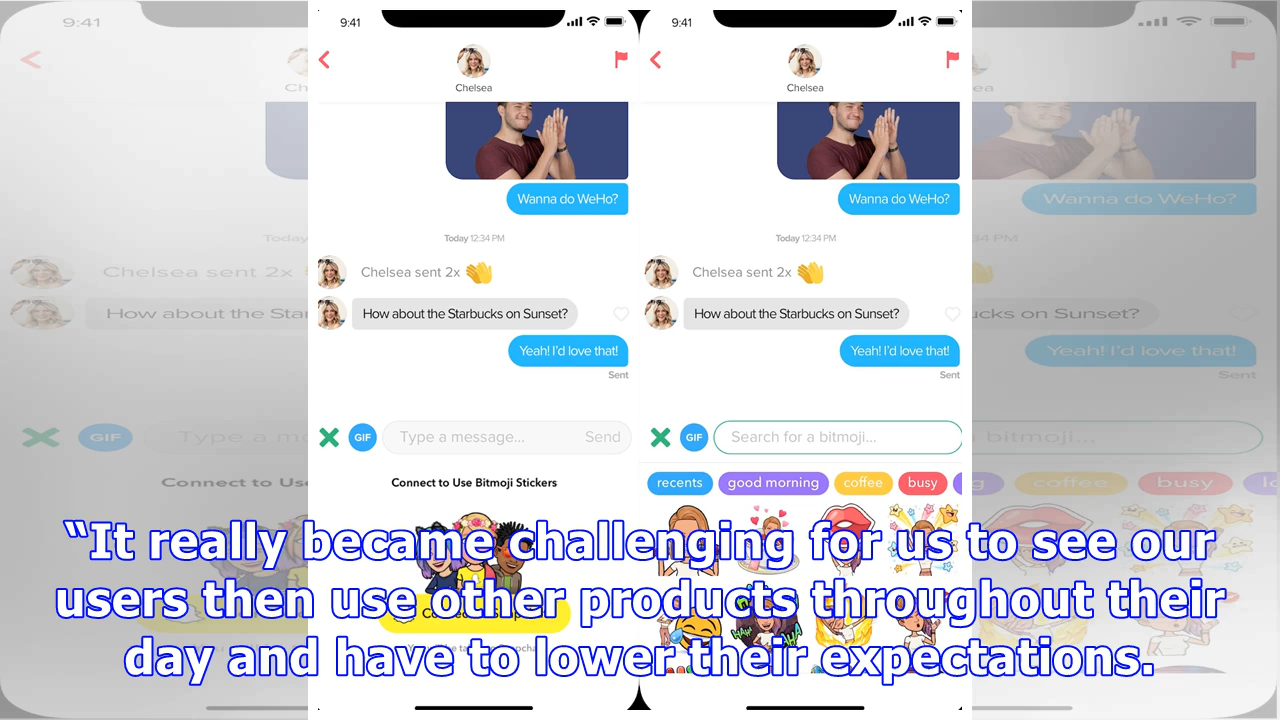 9:41
Chelsea
Wanna do WeHo?
Today 12:34 PM
Chelsea sent 2x
How about the Starbucks on Sunset?
Yeah! I'd love that!
Sent
GIF
Type a message...
Send
Connect to Use Bitmoji Stickers
9:41
Chelsea
Wanna do WeHo?
Today 12:34 PM
Chelsea sent 2x
How about the Starbucks on Sunset?
Yeah! I'd love that!
Sent
GIF
Search for a bitmoji...
recents
good morning
coffee
busy
“It really became challenging for us to see our
users then use other products throughout their
day and have to lower their expectations.